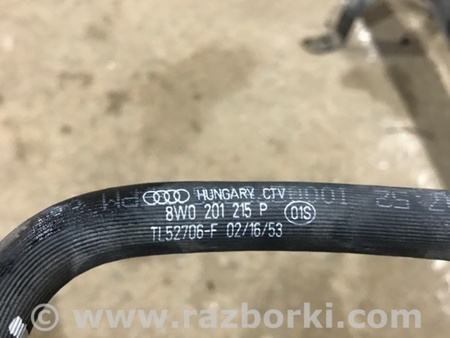 HUNGARY CTV
8W0 201 215 P 01S
TL52706-F 02/16/53
www.razborki.com